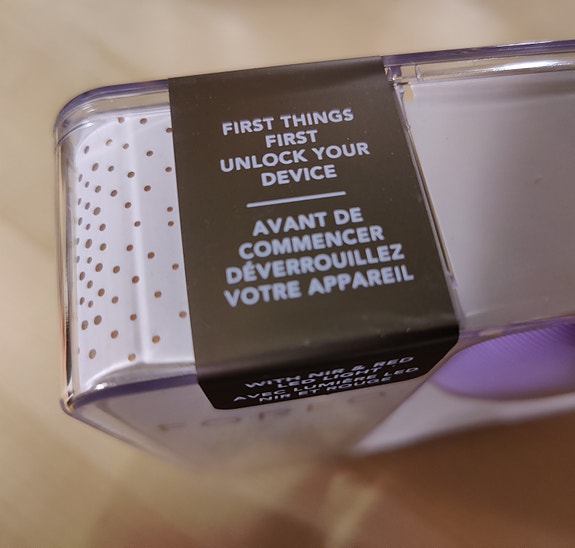 FIRST THINGS
FIRST
UNLOCK YOUR
DEVICE
AVANT DE
COMMENCER
DÉVERROUILLEZ
VOTRE APPAREIL
WITH NIR & RED
LED LIGHT
AVEC LUMIÈRE LED
NIR ET ROUGE
FOREO